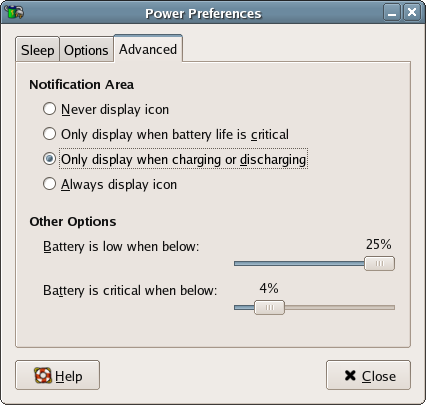 Power Preferences
Sleep Options Advanced
Notification Area
Never display icon
Only display when battery life is critical
Only display when charging or discharging
Always display icon
Other Options
Battery is low when below: 25%
Battery is critical when below: 4%
Help Close